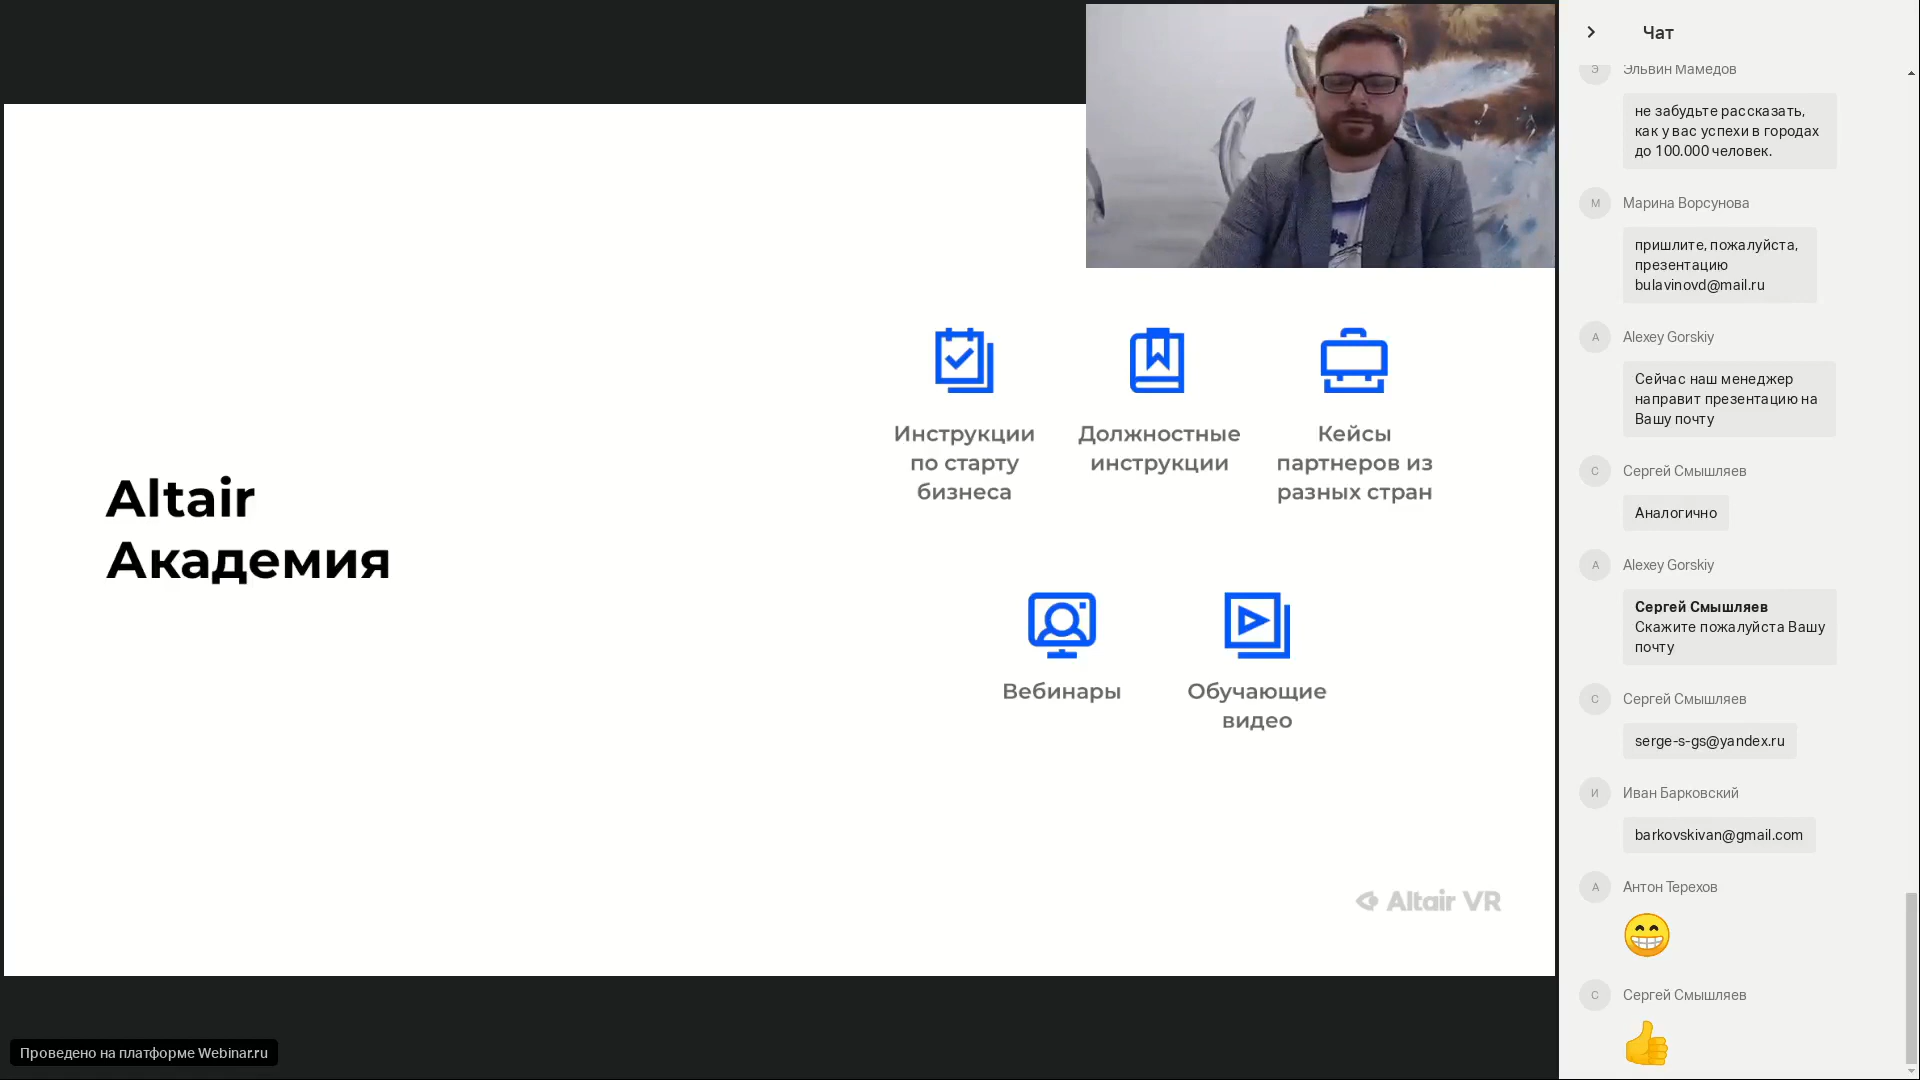 Altair
Академия
Инструкции
по старту
бизнеса
Должностные
инструкции
Кейсы
партнеров из
разных стран
Вебинары
Обучающие
видео
Altair VR
Проведено на платформе Webinar.ru
Чат
Э
Эльвин Мамедов
не забудьте рассказать,
как у вас успехи в городах
до 100.000 человек.
М
Марина Ворсунова
пришлите, пожалуйста,
презентацию
bulavinovd@mail.ru
A
Alexey Gorskiy
Сейчас наш менеджер
направит презентацию на
Вашу почту
С
Сергей Смышляев
Аналогично
A
Alexey Gorskiy
Сергей Смышляев
Скажите пожалуйста Вашу
почту
С
Сергей Смышляев
serge-s-gs@yandex.ru
И
Иван Барковский
barkovskivan@gmail.com
А
Антон Терехов
С
Сергей Смышляев